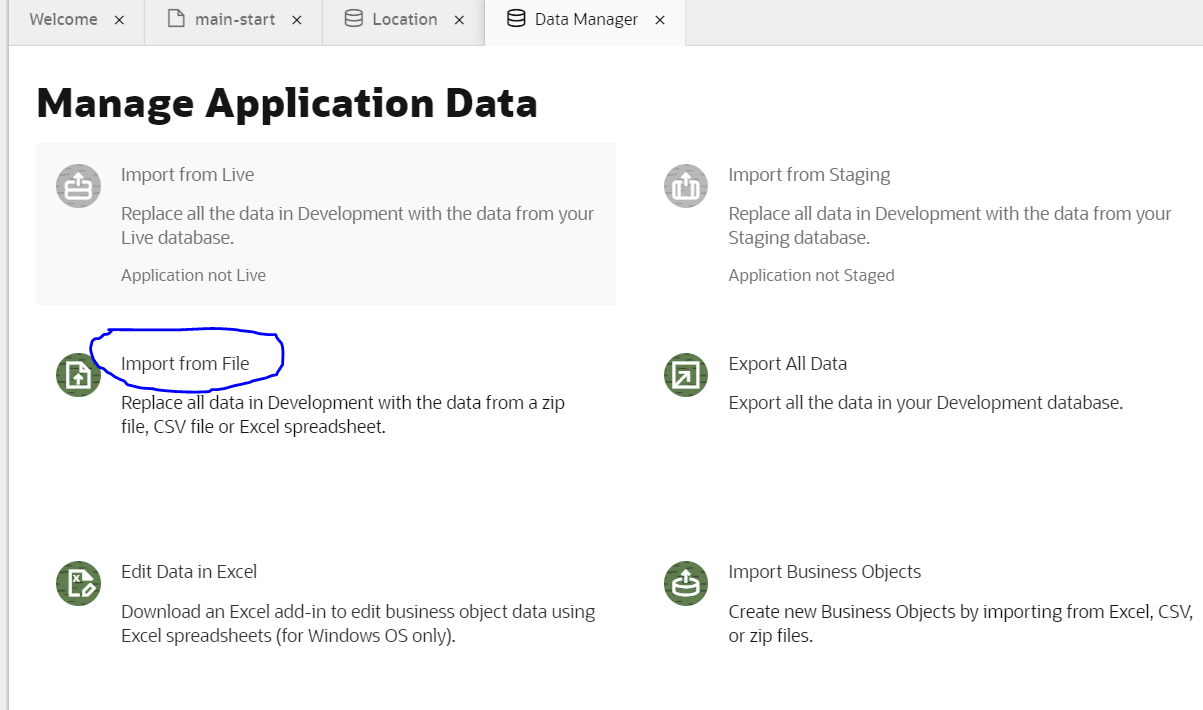 Welcome × main-start × Location × Data Manager ×
Manage Application Data
Import from Live
Replace all the data in Development with the data from your
Live database.
Application not Live
Import from Staging
Replace all data in Development with the data from your
Staging database.
Application not Staged
Import from File
Replace all data in Development with the data from a zip
file, CSV file or Excel spreadsheet.
Export All Data
Export all the data in your Development database.
Edit Data in Excel
Download an Excel add-in to edit business object data using
Excel spreadsheets (for Windows OS only).
Import Business Objects
Create new Business Objects by importing from Excel, CSV,
or zip files.